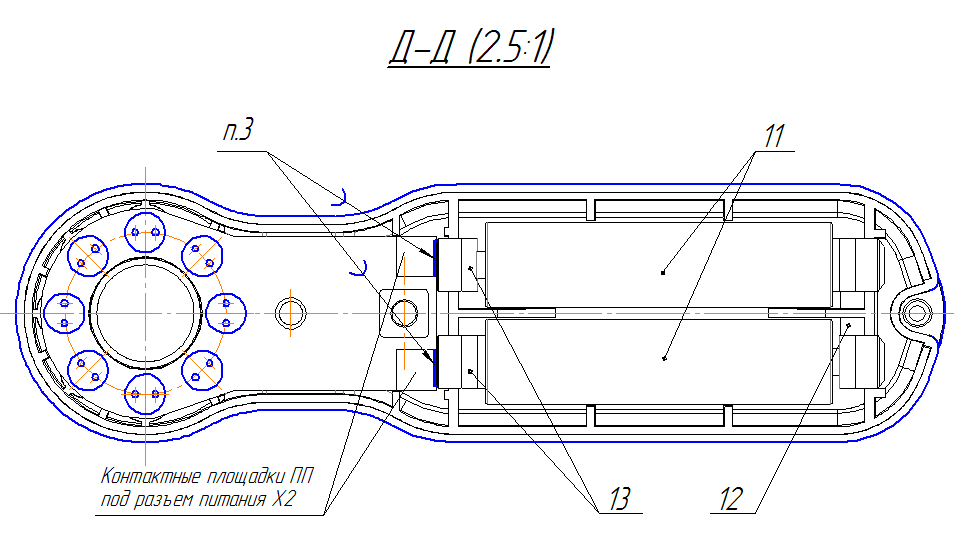 Д-Д (2.5:1)
п.3
11
Контактные площадки ПП
под разъем питания Х2
13
12